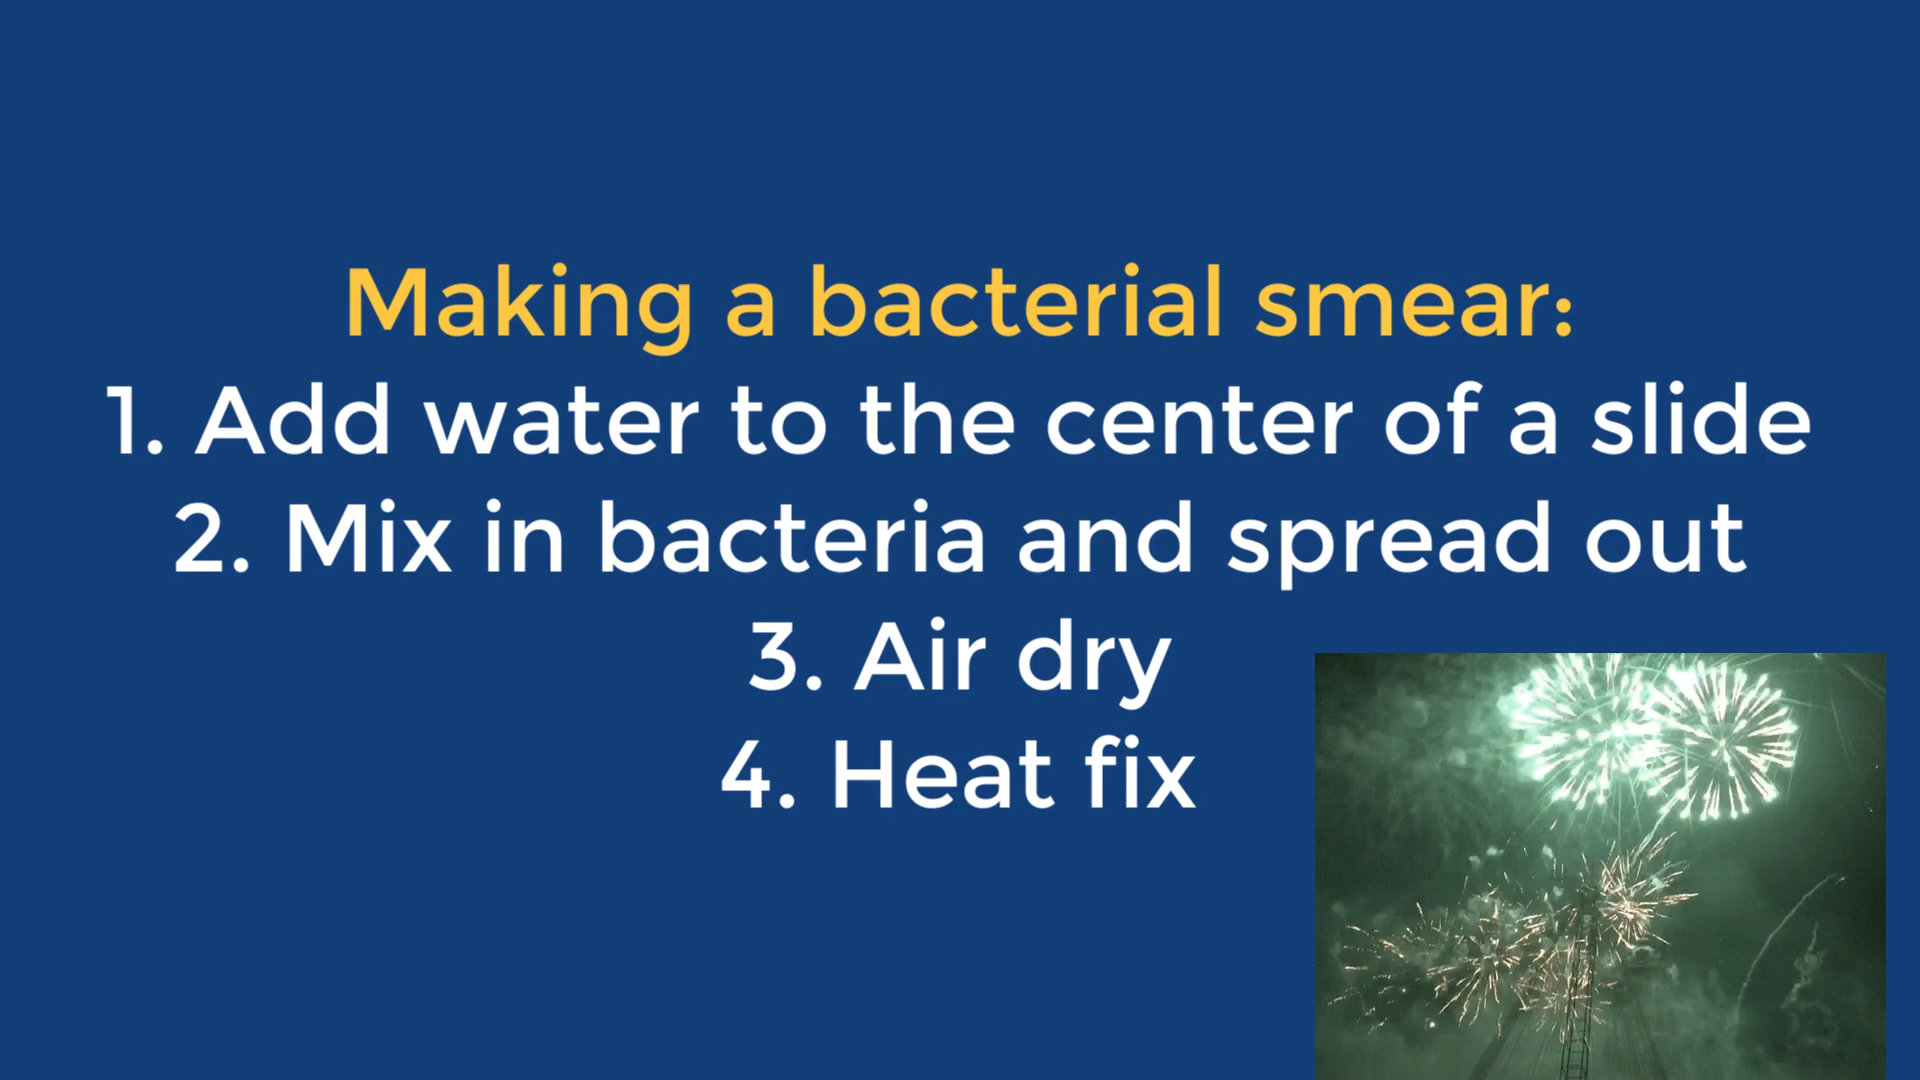 Making a bacterial smear:
1. Add water to the center of a slide
2. Mix in bacteria and spread out
3. Air dry
4. Heat fix